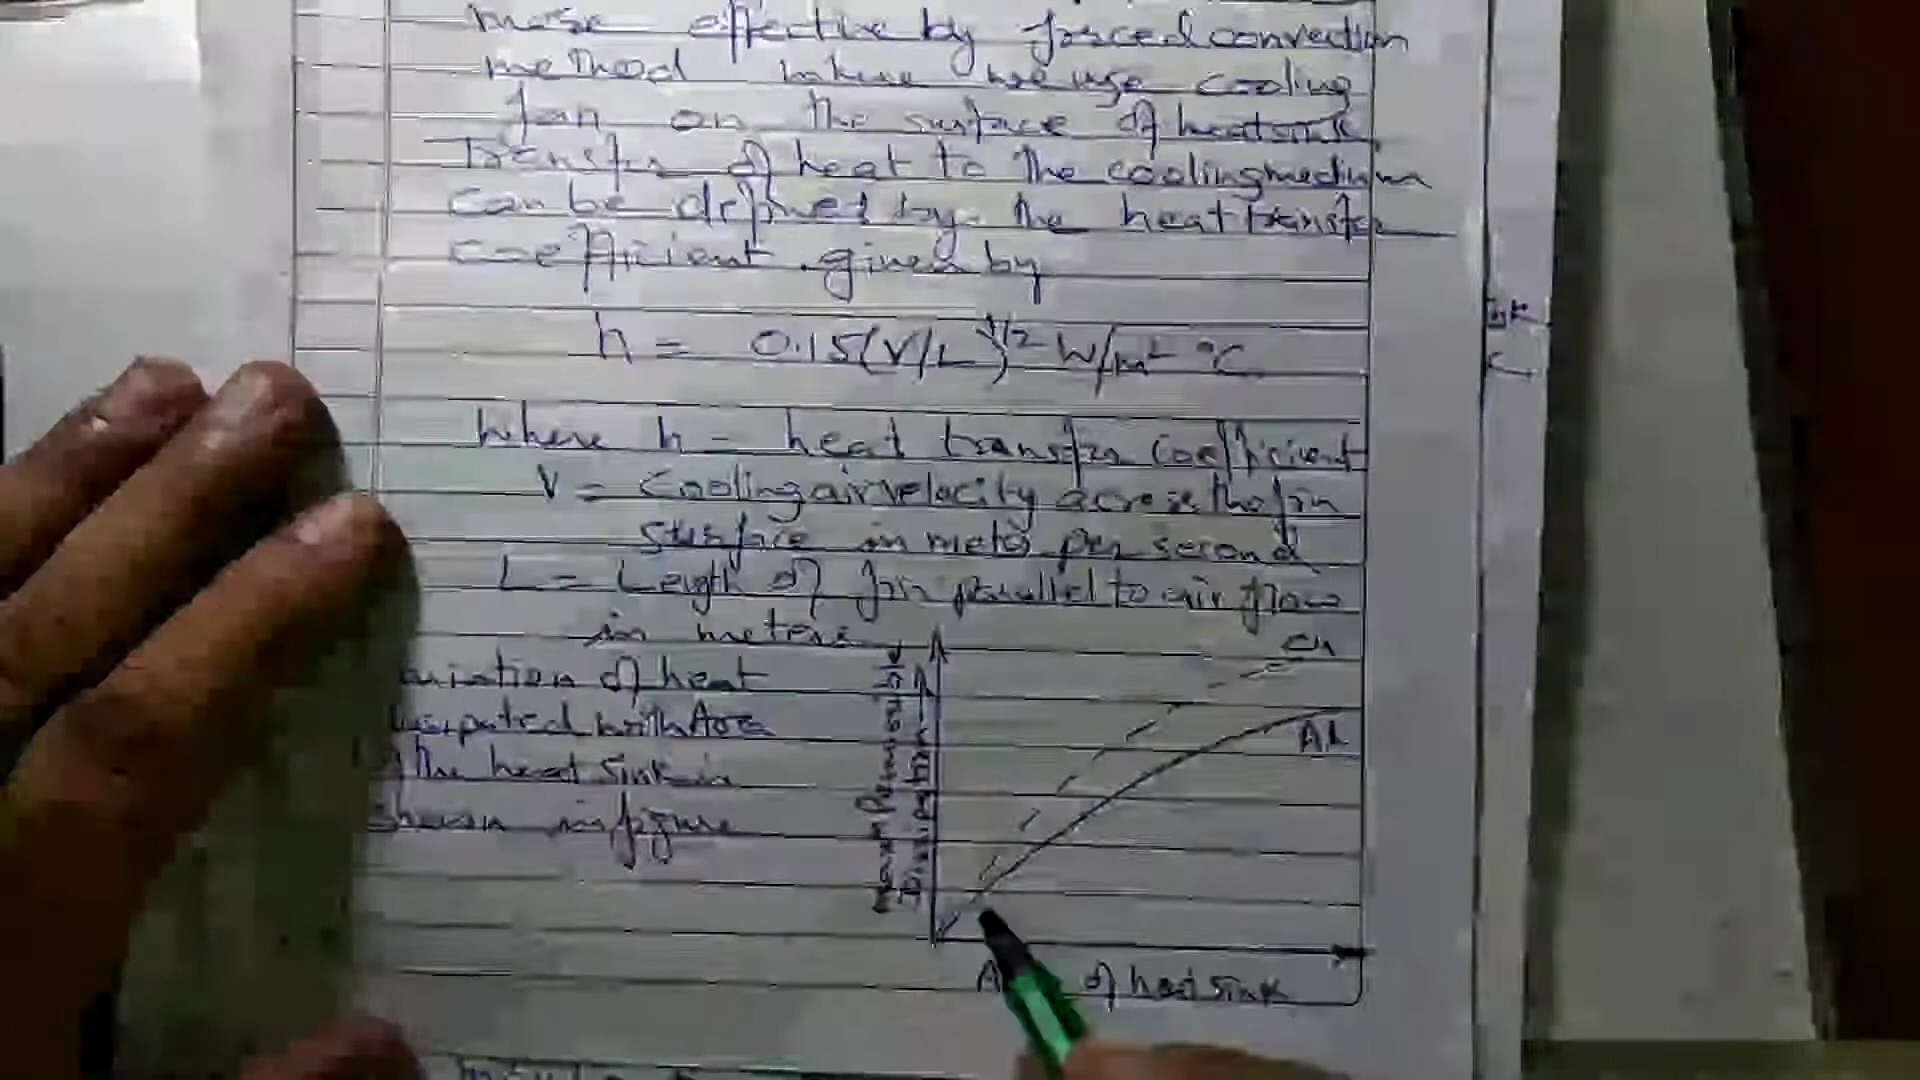 more effective by forced convection
method where we use cooling
fan on the surface of heatsink
Transfer of heat to the cooling medium
can be defined by the heat transfer
coefficient given by
h = 0.15(V/L)^1/2 W/m² °C
where h = heat transfer coefficient
V = Cooling air velocity across the fin
surface in meter per second
L = Length of fin parallel to air flow
in meters
ariation of heat
with Area
the heat sink is
shown in figure
Dissipation
Cu
AL
A of heat sink